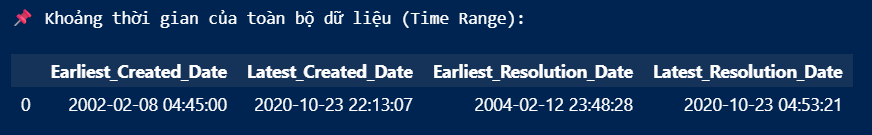 📌 Khoảng thời gian của toàn bộ dữ liệu (Time Range):
Earliest_Created_Date Latest_Created_Date Earliest_Resolution_Date Latest_Resolution_Date
0 2002-02-08 04:45:00 2020-10-23 22:13:07 2004-02-12 23:48:28 2020-10-23 04:53:21